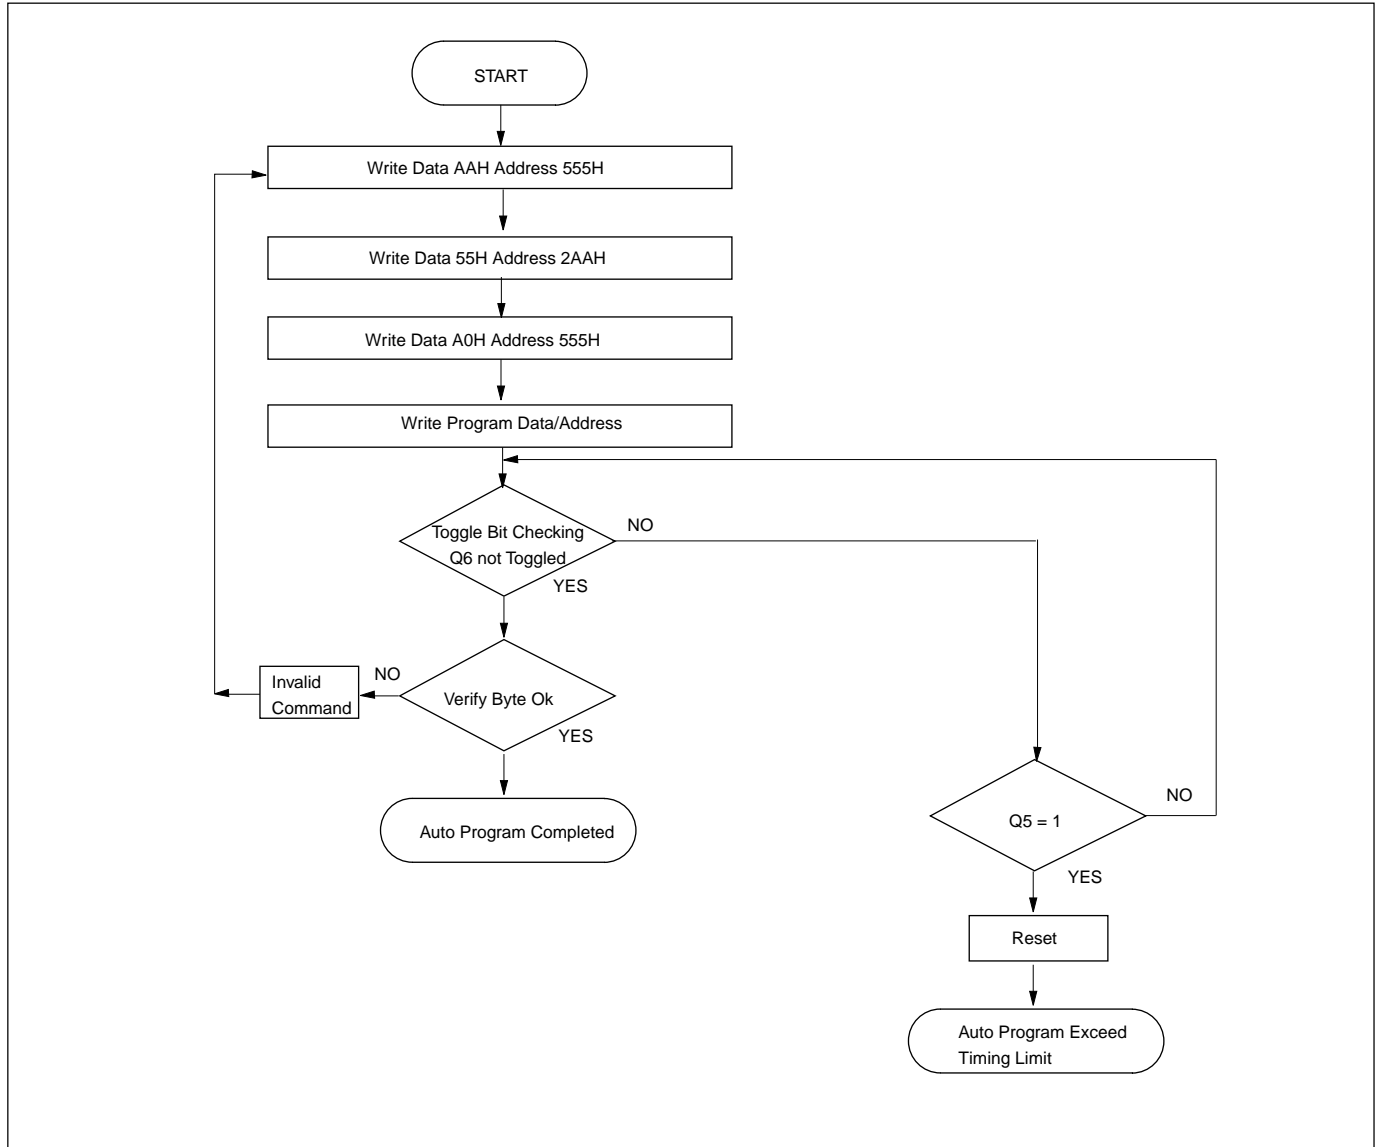 START
Write Data AAH Address 555H
Write Data 55H Address 2AAH
Write Data A0H Address 555H
Write Program Data/Address
Toggle Bit Checking
Q6 not Toggled
NO
YES
Invalid
Command
NO
Verify Byte Ok
YES
Auto Program Completed
Q5 = 1
NO
YES
Reset
Auto Program Exceed
Timing Limit